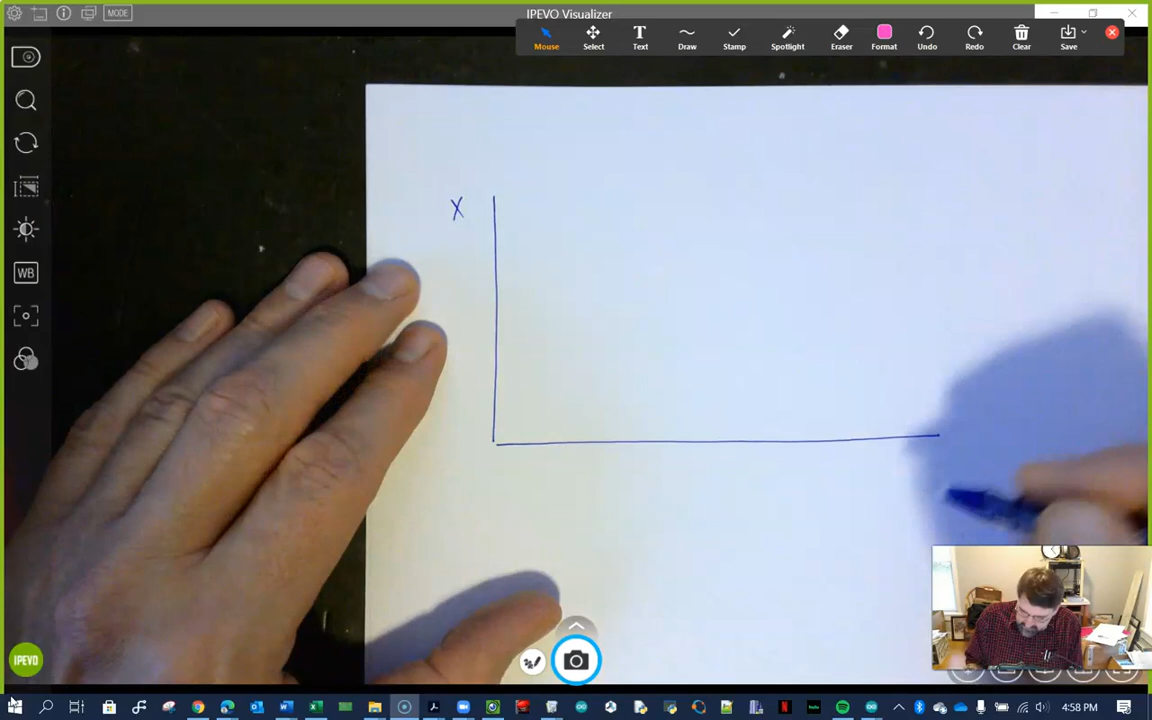 MODE
IPEVO Visualizer
Mouse
Select
Text
Draw
Stamp
Spotlight
Eraser
Format
Undo
Redo
Clear
Save
X
WB
IPEVO
4:58 PM